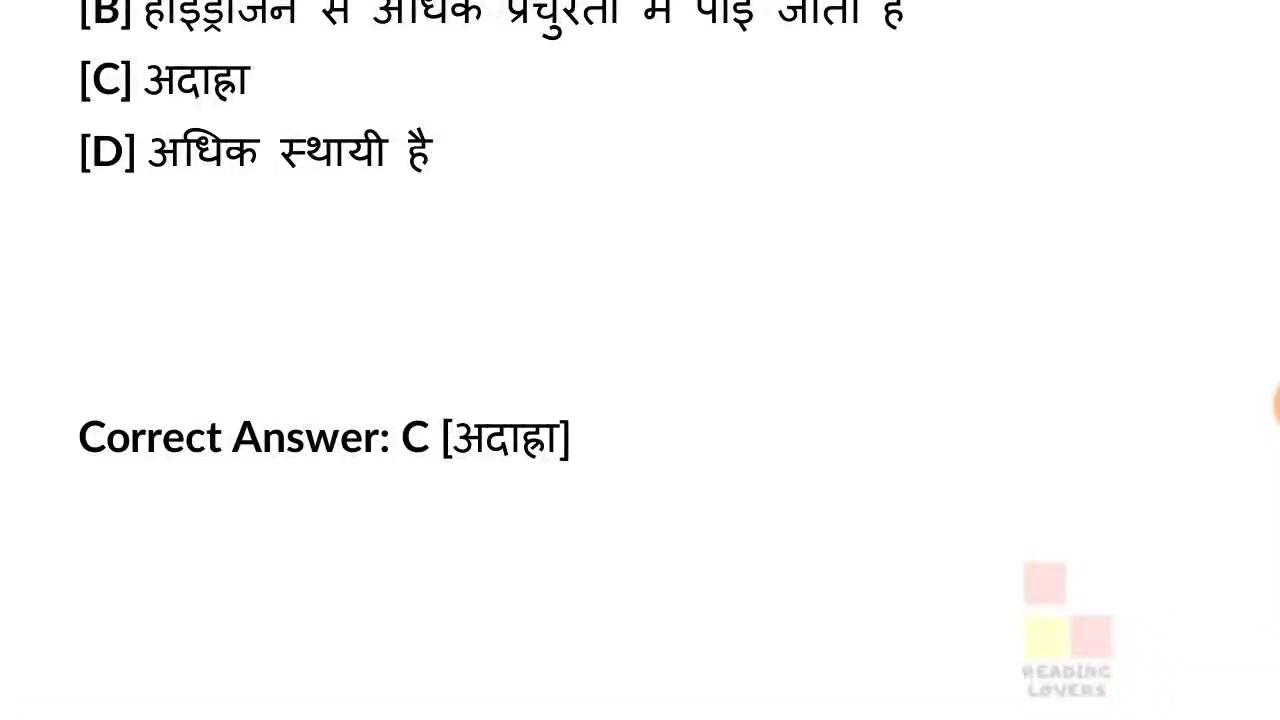 [B] हाइड्रोजन से अधिक प्रचुरता में पाई जाती है
[C] अदाह्रा
[D] अधिक स्थायी है
Correct Answer: C [अदाह्रा]
READING
LOVERS